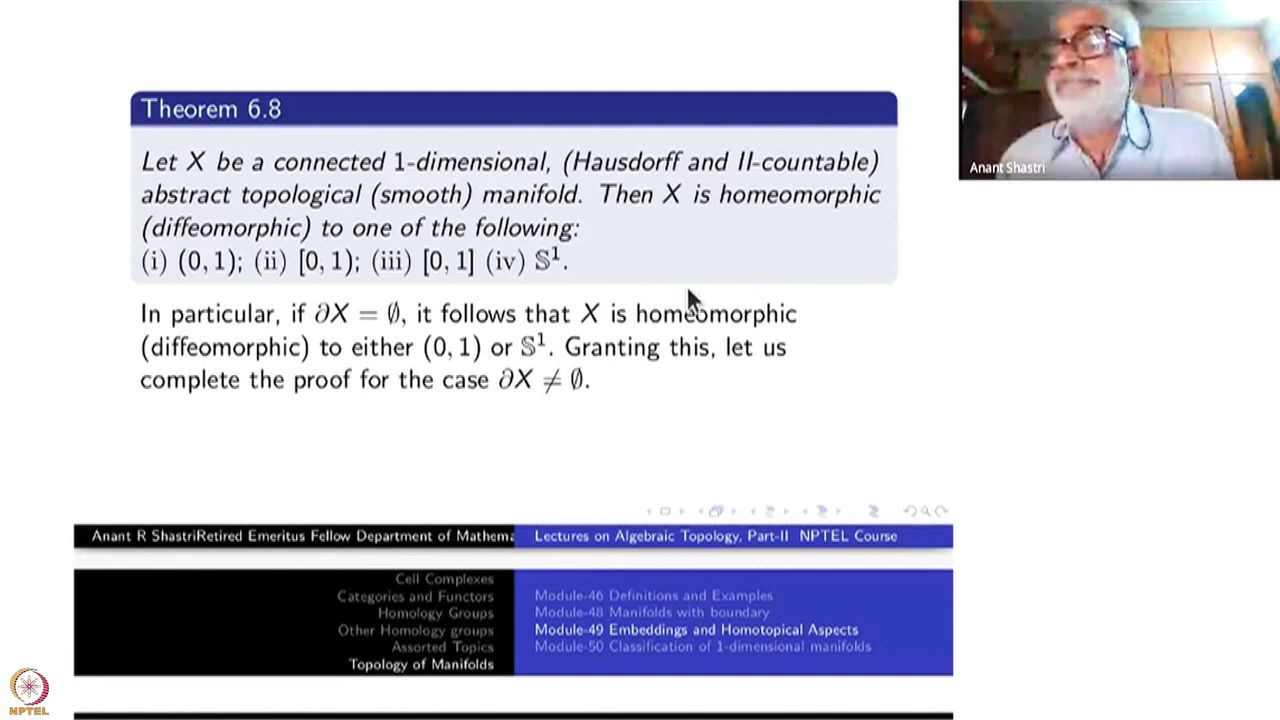 Theorem 6.8
Let X be a connected 1-dimensional, (Hausdorff and II-countable)
abstract topological (smooth) manifold. Then X is homeomorphic
(diffeomorphic) to one of the following:
(i) (0, 1); (ii) [0, 1); (iii) [0, 1] (iv) 𝕊¹.
In particular, if ∂X = ∅, it follows that X is homeomorphic
(diffeomorphic) to either (0, 1) or 𝕊¹. Granting this, let us
complete the proof for the case ∂X ≠ ∅.
Anant Shastri
Anant R ShastriRetired Emeritus Fellow Department of Mathema
Lectures on Algebraic Topology, Part-II NPTEL Course
Cell Complexes
Categories and Functors
Homology Groups
Other Homology groups
Assorted Topics
Topology of Manifolds
Module-46 Definitions and Examples
Module-48 Manifolds with boundary
Module-49 Embeddings and Homotopical Aspects
Module-50 Classification of 1-dimensional manifolds
NPTEL